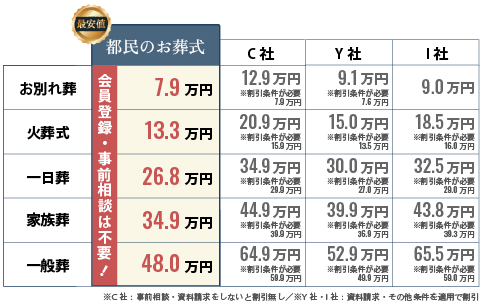 最安値
都民のお葬式
C 社
Y 社
I 社
会員登録・事前相談は不要！
お別れ葬
7.9 万円
12.9 万円
※割引条件が必要
7.9 万円
9.1 万円
※割引条件が必要
7.6 万円
9.0 万円
火葬式
13.3 万円
20.9 万円
※割引条件が必要
15.9 万円
15.0 万円
※割引条件が必要
13.5 万円
18.5 万円
※割引条件が必要
16.0 万円
一日葬
26.8 万円
34.9 万円
※割引条件が必要
29.9 万円
30.0 万円
※割引条件が必要
27.0 万円
32.5 万円
※割引条件が必要
29.0 万円
家族葬
34.9 万円
44.9 万円
※割引条件が必要
39.9 万円
39.9 万円
※割引条件が必要
35.9 万円
43.8 万円
※割引条件が必要
39.3 万円
一般葬
48.0 万円
64.9 万円
※割引条件が必要
59.9 万円
52.9 万円
※割引条件が必要
49.9 万円
65.5 万円
※割引条件が必要
59.0 万円
※C 社：事前相談・資料請求をしないと割引無し／※Y 社・I 社：資料請求・その他条件を適用で割引